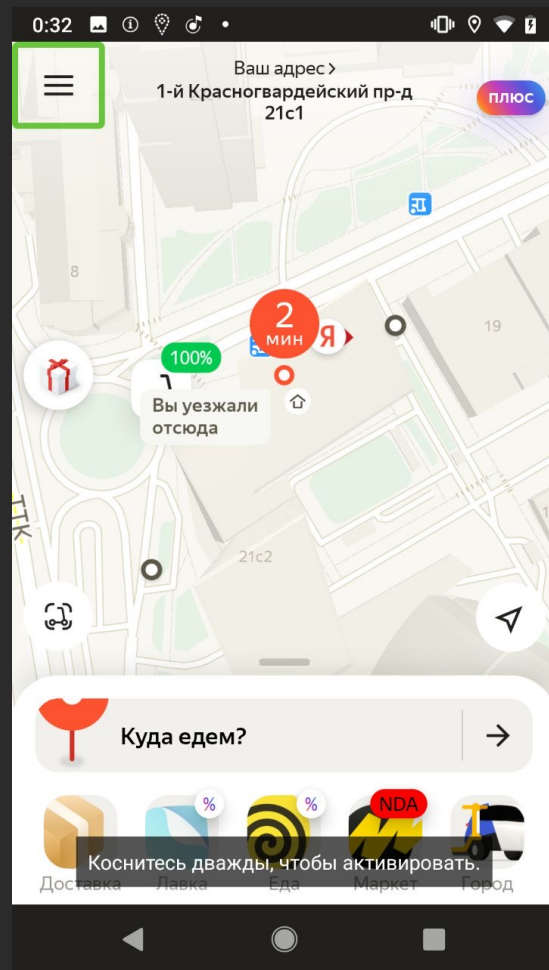 0:32
Ваш адрес >
1-й Красногвардейский пр-д
21с1
плюс
8
2
мин
Я
19
100%
Вы уезжали
отсюда
ТТК
1
21с2
Куда едем?
%
%
NDA
Коснитесь дважды, чтобы активировать.
Доставка
Лавка
Еда
Маркет
Город